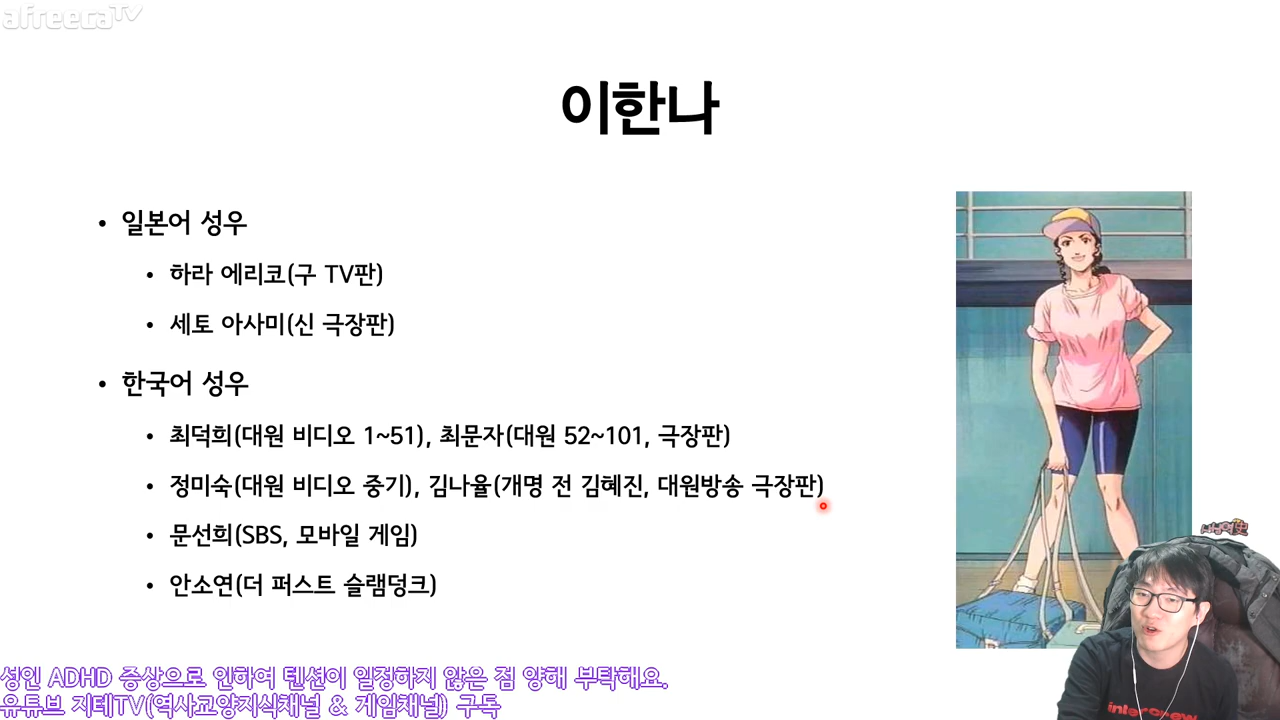 afreecaTV
이한나
• 일본어 성우
• 하라 에리코(구 TV판)
• 세토 아사미(신 극장판)
• 한국어 성우
• 최덕희(대원 비디오 1~51), 최문자(대원 52~101, 극장판)
• 정미숙(대원 비디오 중기), 김나율(개명 전 김혜진, 대원방송 극장판)
• 문선희(SBS, 모바일 게임)
• 안소연(더 퍼스트 슬램덩크)
성인 ADHD 증상으로 인하여 텐션이 일정하지 않은 점 양해 부탁해요.
유튜브 지테TV(역사교양지식채널 & 게임채널) 구독